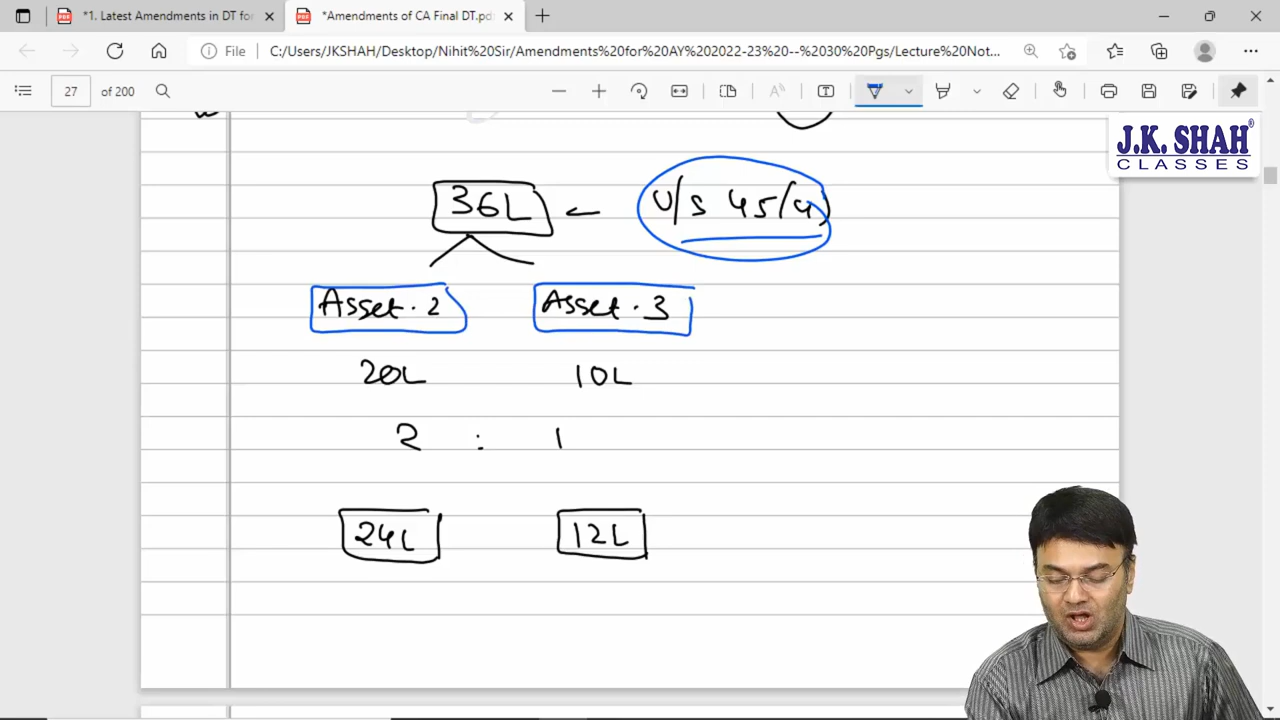 *1. Latest Amendments in DT for
*Amendments of CA Final DT.pd
File C:/Users/JKSHAH/Desktop/Nihit%20Sir/Amendments%20for%20AY%202022-23%20--%2030%20Pgs/Lecture%20Not...
27 of 200
J.K. SHAH®
CLASSES
36L ← U/S 45(4)
Asset. 2 Asset. 3
20L 10L
2 : 1
24L 12L